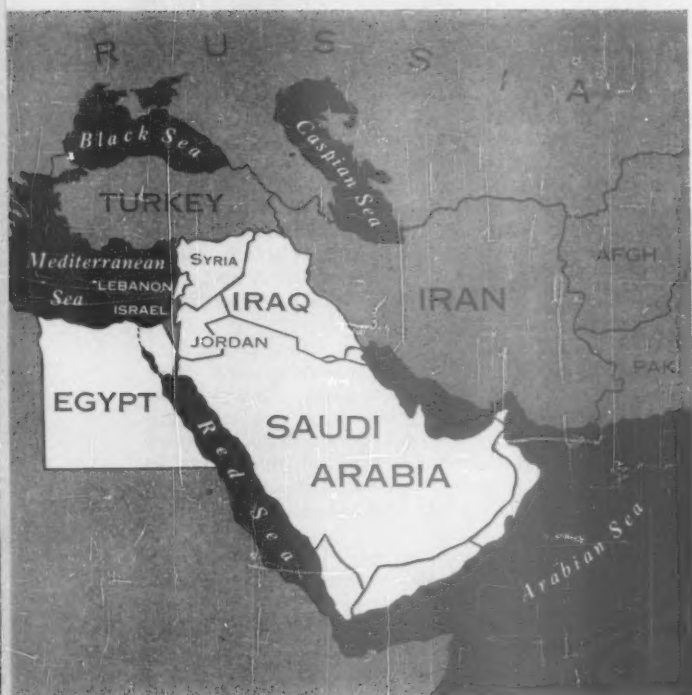 RUSSIA
Black Sea
Caspian Sea
TURKEY
Mediterranean
Sea
SYRIA
LEBANON
ISRAEL
IRAQ
IRAN
AFGH
JORDAN
PAK
EGYPT
Red Sea
SAUDI
ARABIA
Arabian Sea